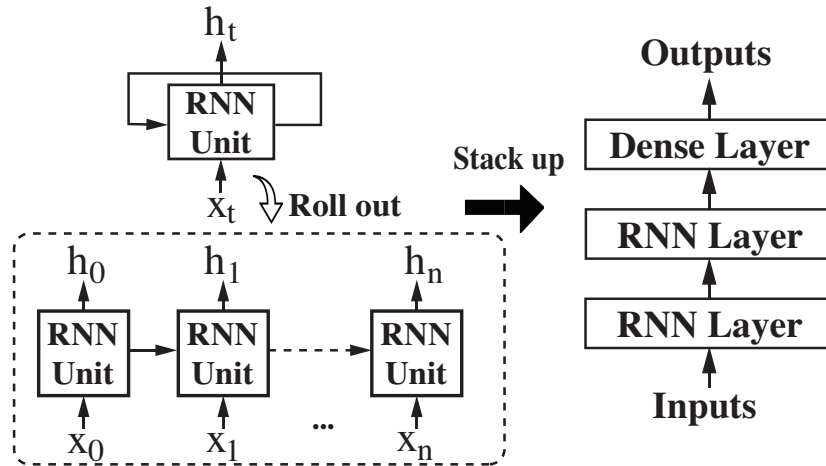 h_t
RNN
Unit
x_t
Roll out
h_0 h_1 h_n
RNN RNN RNN
Unit Unit Unit
...
x_0 x_1 x_n
Stack up
Outputs
Dense Layer
RNN Layer
RNN Layer
Inputs